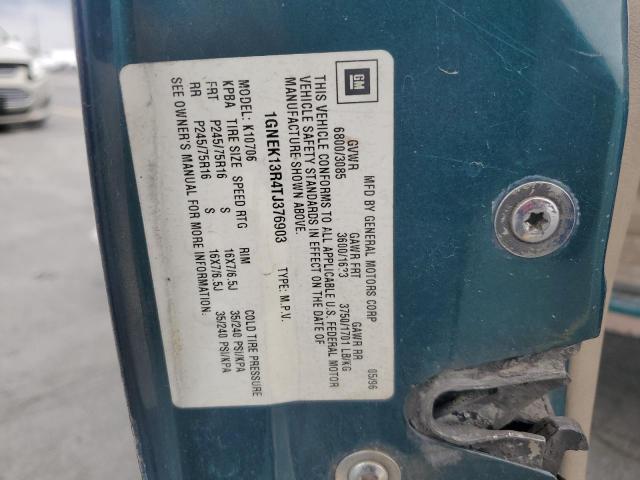 GM
MFD BY GENERAL MOTORS CORP 05/96
GVWR GAWR FRT GAWR RR
6800/3085 3600/1633 3750/1701 LB/KG
THIS VEHICLE CONFORMS TO ALL APPLICABLE U.S. FEDERAL MOTOR
VEHICLE SAFETY STANDARDS IN EFFECT ON THE DATE OF
MANUFACTURE SHOWN ABOVE.
1GNEK13R4TJ376903 TYPE: M.P.V.
MODEL: K10706
KPBA TIRE SIZE SPEED RTG RIM COLD TIRE PRESSURE
FRT P245/75R16 S 16X7/6.5J 35/240 PSI/KPA
RR P245/75R16 S 16X7/6.5J 35/240 PSI/KPA
SEE OWNER'S MANUAL FOR MORE INFORMATION.